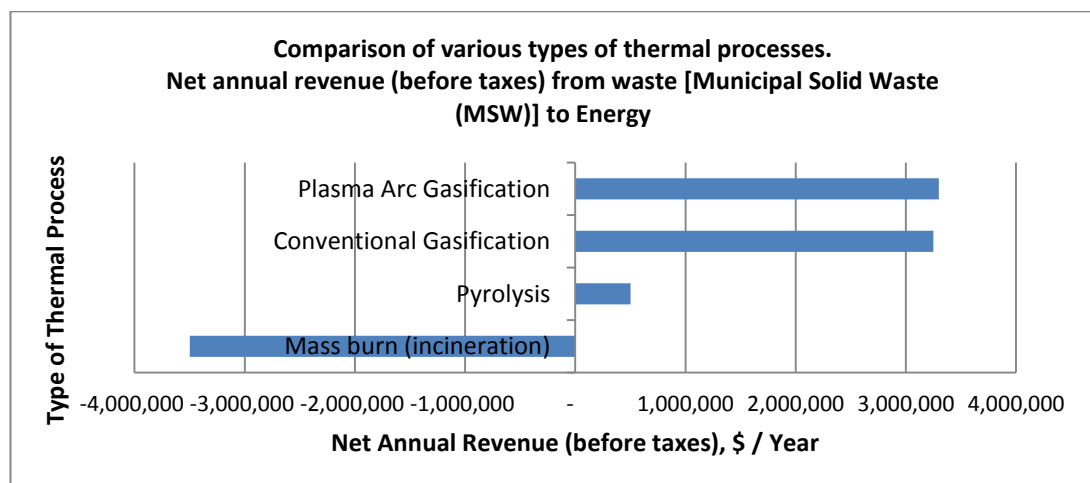 Comparison of various types of thermal processes.
Net annual revenue (before taxes) from waste [Municipal Solid Waste
(MSW)] to Energy
Type of Thermal Process
Plasma Arc Gasification
Conventional Gasification
Pyrolysis
Mass burn (incineration)
-4,000,000 -3,000,000 -2,000,000 -1,000,000 - 1,000,000 2,000,000 3,000,000 4,000,000
Net Annual Revenue (before taxes), $ / Year